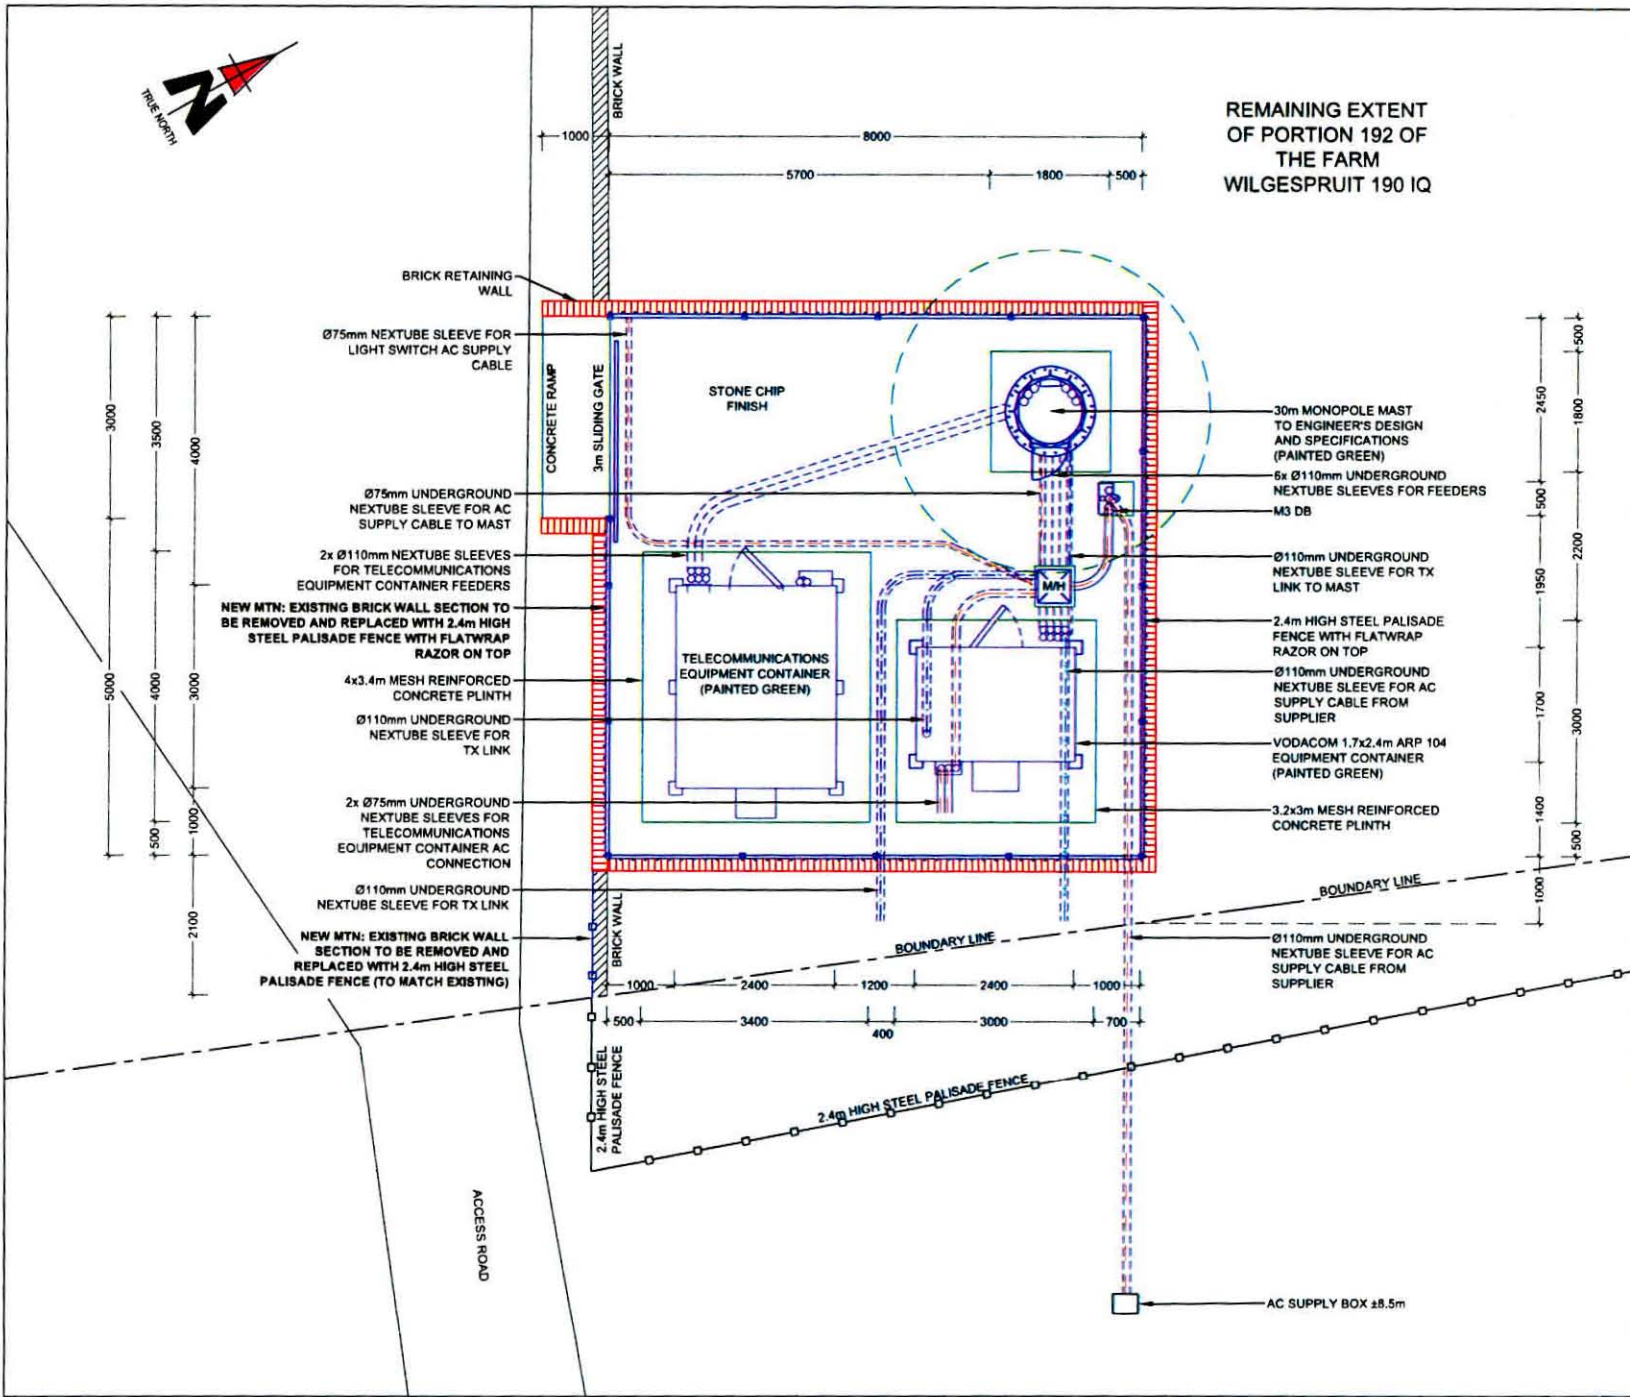 N
TRUE NORTH
REMAINING EXTENT
OF PORTION 192 OF
THE FARM
WILGESPRUIT 190 IQ
BRICK WALL
1000
8000
5700
1800
500
BRICK RETAINING
WALL
Ø75mm NEXTUBE SLEEVE FOR
LIGHT SWITCH AC SUPPLY
CABLE
CONCRETE RAMP
3m SLIDING GATE
STONE CHIP
FINISH
Ø75mm UNDERGROUND
NEXTUBE SLEEVE FOR AC
SUPPLY CABLE TO MAST
2x Ø110mm NEXTUBE SLEEVES
FOR TELECOMMUNICATIONS
EQUIPMENT CONTAINER FEEDERS
NEW MTN: EXISTING BRICK WALL SECTION TO
BE REMOVED AND REPLACED WITH 2.4m HIGH
STEEL PALISADE FENCE WITH FLATWRAP
RAZOR ON TOP
4x3.4m MESH REINFORCED
CONCRETE PLINTH
Ø110mm UNDERGROUND
NEXTUBE SLEEVE FOR
TX LINK
2x Ø75mm UNDERGROUND
NEXTUBE SLEEVES FOR
TELECOMMUNICATIONS
EQUIPMENT CONTAINER AC
CONNECTION
Ø110mm UNDERGROUND
NEXTUBE SLEEVE FOR TX LINK
NEW MTN: EXISTING BRICK WALL
SECTION TO BE REMOVED AND
REPLACED WITH 2.4m HIGH STEEL
PALISADE FENCE (TO MATCH EXISTING)
3000
5000
3500
4000
500
4000
3000
1000
2100
TELECOMMUNICATIONS
EQUIPMENT CONTAINER
(PAINTED GREEN)
M/H
30m MONOPOLE MAST
TO ENGINEER'S DESIGN
AND SPECIFICATIONS
(PAINTED GREEN)
6x Ø110mm UNDERGROUND
NEXTUBE SLEEVES FOR FEEDERS
M3 DB
Ø110mm UNDERGROUND
NEXTUBE SLEEVE FOR TX
LINK TO MAST
2.4m HIGH STEEL PALISADE
FENCE WITH FLATWRAP
RAZOR ON TOP
Ø110mm UNDERGROUND
NEXTUBE SLEEVE FOR AC
SUPPLY CABLE FROM
SUPPLIER
VODACOM 1.7x2.4m ARP 104
EQUIPMENT CONTAINER
(PAINTED GREEN)
3.2x3m MESH REINFORCED
CONCRETE PLINTH
2450
500
1950
1700
1400
1000
500
1800
2200
3000
500
BOUNDARY LINE
BOUNDARY LINE
Ø110mm UNDERGROUND
NEXTUBE SLEEVE FOR AC
SUPPLY CABLE FROM
SUPPLIER
BRICK WALL
1000
2400
1200
2400
1000
500
3400
400
3000
700
2.4m HIGH STEEL
PALISADE FENCE
2.4m HIGH STEEL PALISADE FENCE
ACCESS ROAD
AC SUPPLY BOX ±8.5m